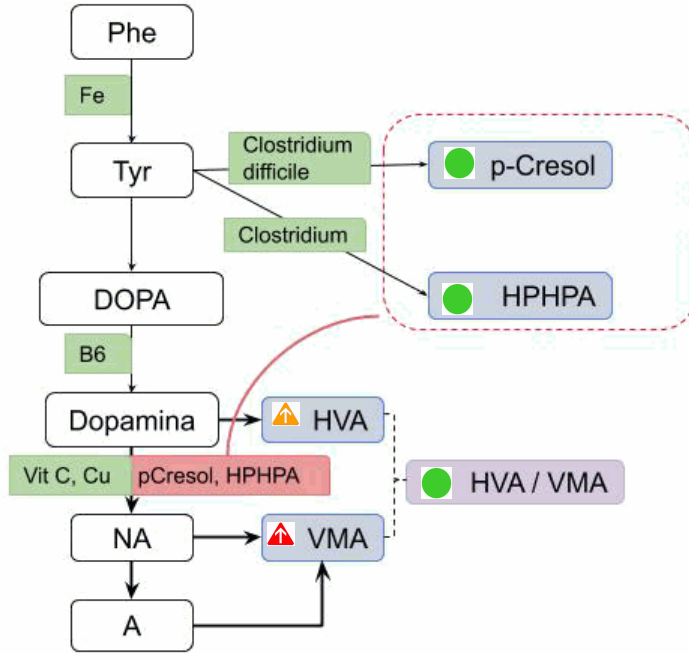 Phe
Fe
Tyr
Clostridium
difficile
p-Cresol
Clostridium
DOPA
HPHPA
B6
Dopamina
HVA
Vit C, Cu
pCresol, HPHPA
HVA / VMA
NA
VMA
A